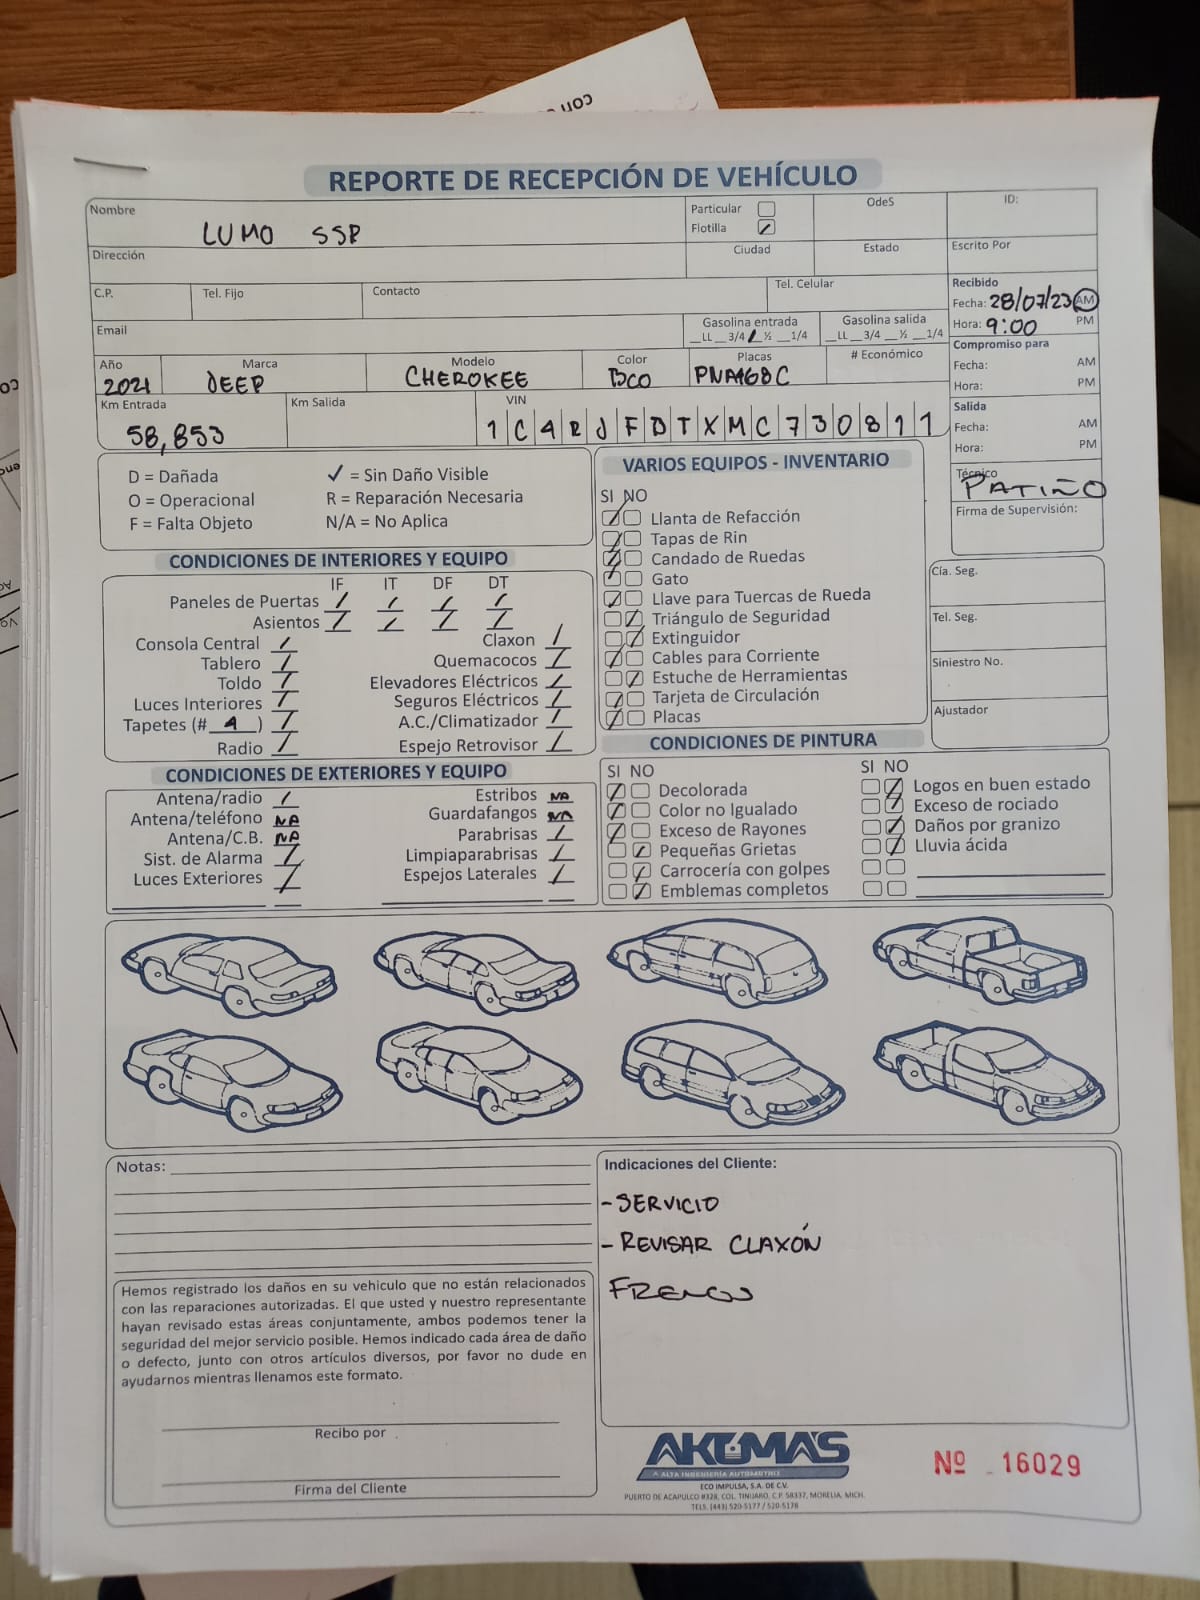 con
REPORTE DE RECEPCIÓN DE VEHÍCULO
Nombre LUMO SSP
Particular
Flotilla
OdeS
ID:
Dirección
Ciudad
Estado
Escrito Por
C.P.
Tel. Fijo
Contacto
Tel. Celular
Recibido
Fecha: 28/07/23 AM
Hora: 9:00 PM
Email
Gasolina entrada
_LL __3/4 __½ __1/4
Gasolina salida
_LL __3/4 __½ __1/4
Compromiso para
Fecha: AM
Hora: PM
Año 2021
Marca JEEP
Modelo CHEROKEE
Color BCO
Placas PNA168C
# Económico
Km Entrada 58,853
Km Salida
VIN 1C4RJFDTXMC730811
Salida
Fecha: AM
Hora: PM
Técnico PATIÑO
Firma de Supervisión:
D = Dañada
✓ = Sin Daño Visible
O = Operacional
R = Reparación Necesaria
F = Falta Objeto
N/A = No Aplica
VARIOS EQUIPOS - INVENTARIO
SI NO
Llanta de Refacción
Tapas de Rin
Candado de Ruedas
Gato
Llave para Tuercas de Rueda
Triángulo de Seguridad
Extinguidor
Cables para Corriente
Estuche de Herramientas
Tarjeta de Circulación
Placas
Cía. Seg.
Tel. Seg.
Siniestro No.
Ajustador
CONDICIONES DE INTERIORES Y EQUIPO
IF IT DF DT
Paneles de Puertas
Asientos
Consola Central
Claxon
Tablero
Quemacocos
Toldo
Elevadores Eléctricos
Luces Interiores
Seguros Eléctricos
Tapetes (# 4 )
A.C./Climatizador
Radio
Espejo Retrovisor
CONDICIONES DE EXTERIORES Y EQUIPO
Antena/radio
Estribos NA
Antena/teléfono NA
Guardafangos NA
Antena/C.B. NA
Parabrisas
Sist. de Alarma
Limpiaparabrisas
Luces Exteriores
Espejos Laterales
CONDICIONES DE PINTURA
SI NO
Decolorada
Color no Igualado
Exceso de Rayones
Pequeñas Grietas
Carrocería con golpes
Emblemas completos
SI NO
Logos en buen estado
Exceso de rociado
Daños por granizo
Lluvia ácida
Notas:
Indicaciones del Cliente:
- SERVICIO
- REVISAR CLAXÓN
FRENOS
Hemos registrado los daños en su vehiculo que no están relacionados
con las reparaciones autorizadas. El que usted y nuestro representante
hayan revisado estas áreas conjuntamente, ambos podemos tener la
seguridad del mejor servicio posible. Hemos indicado cada área de daño
o defecto, junto con otros artículos diversos, por favor no dude en
ayudarnos mientras llenamos este formato.
Recibo por
Firma del Cliente
AKUMAS
A ALTA INGENIERÍA AUTOMOTRIZ
ECO IMPULSA, S.A. DE C.V.
PUERTO DE ACAPULCO #328, COL. TINIJARO, C.P. 58337, MORELIA, MICH.
TELS. (443) 520-5177 / 520-5178
Nº 16029